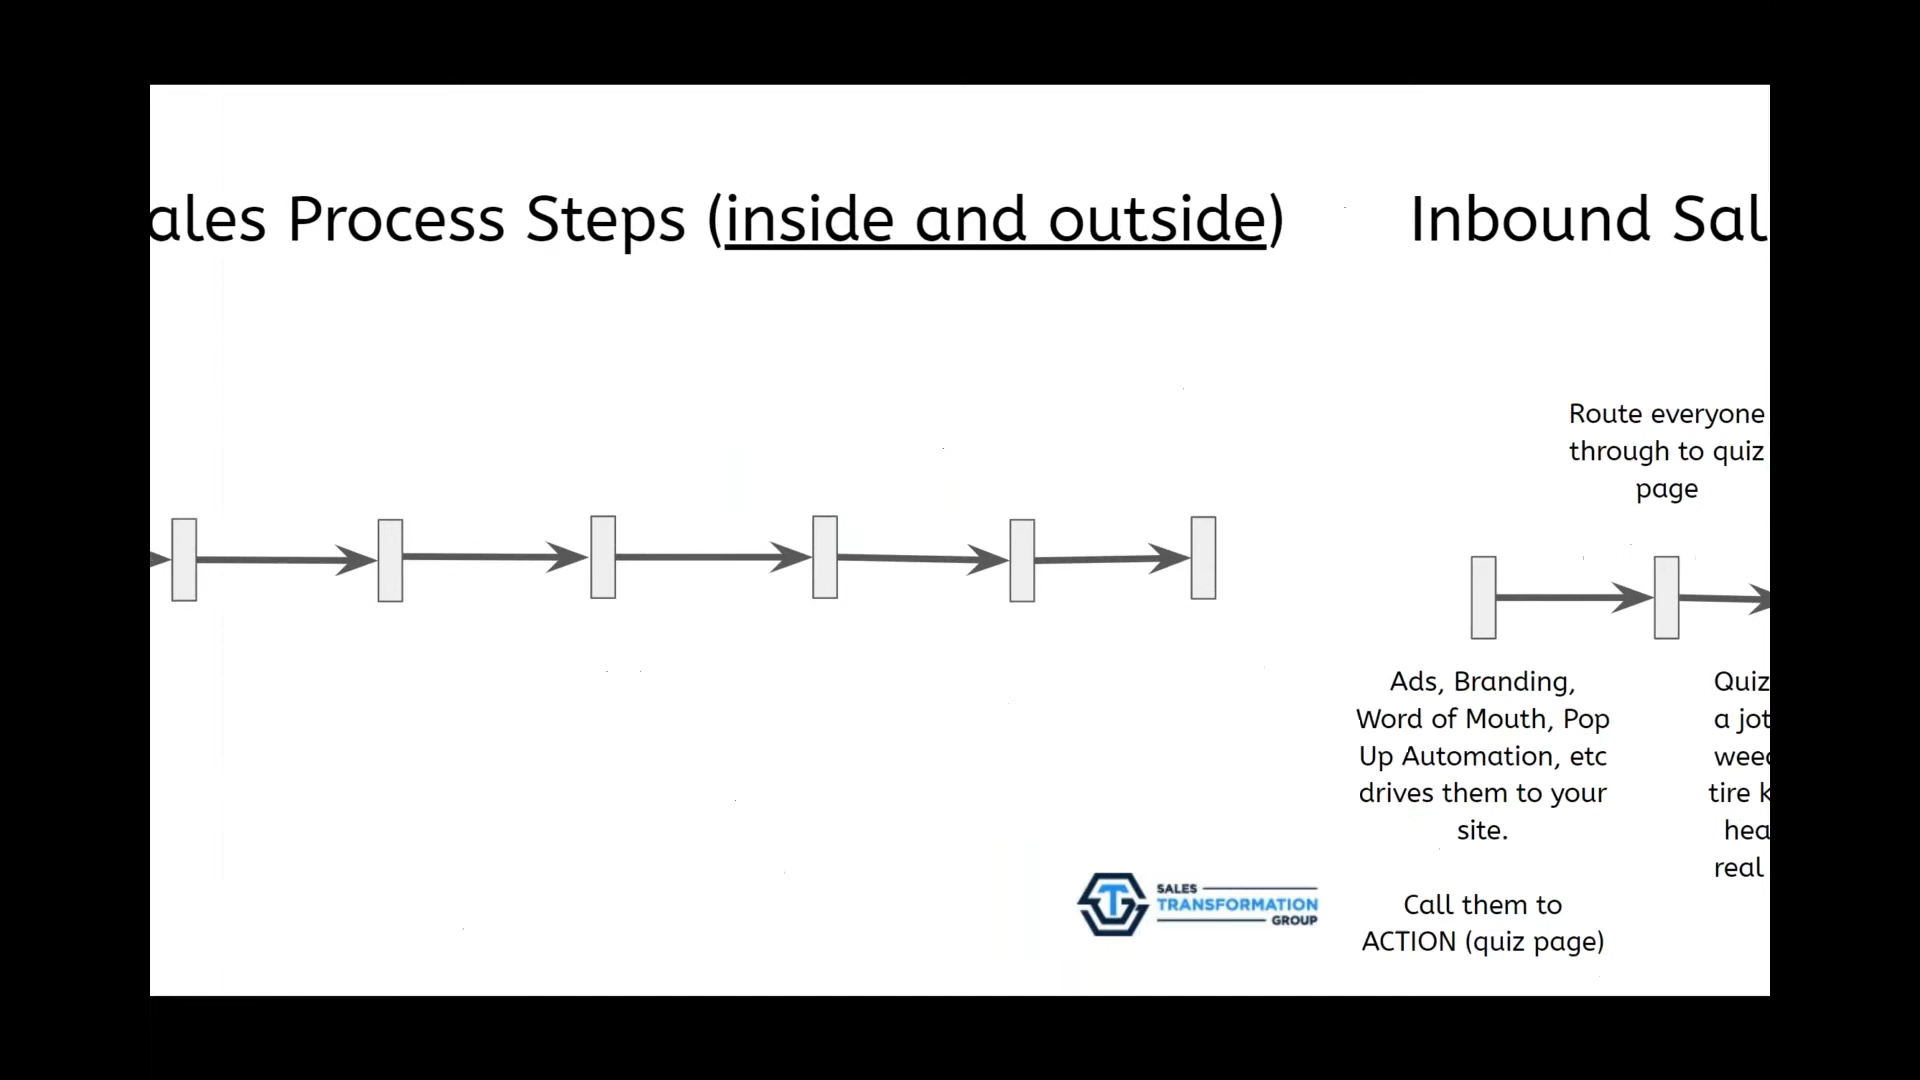 ales Process Steps (inside and outside)
SALES
TRANSFORMATION
GROUP
Inbound Sal
Route everyone
through to quiz
page
Ads, Branding,
Word of Mouth, Pop
Up Automation, etc
drives them to your
site.
Call them to
ACTION (quiz page)
Quiz
a jot
weed
tire k
hea
real